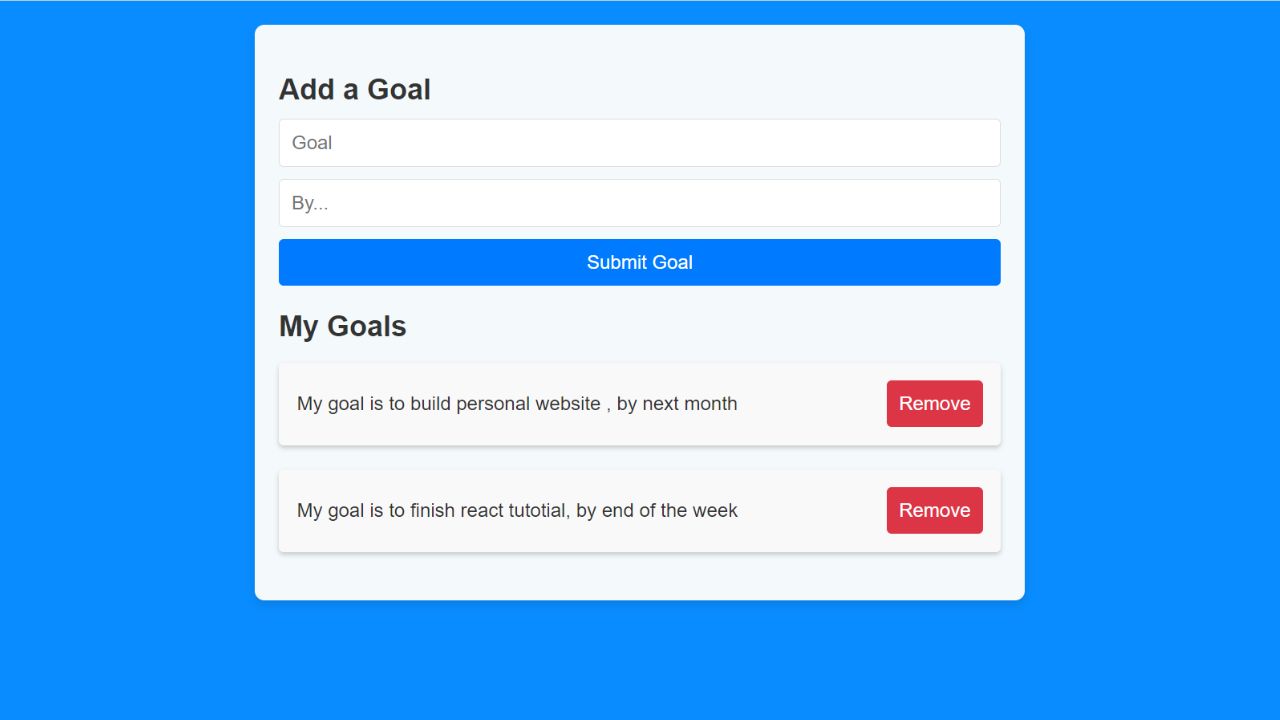 Add a Goal
Goal
By...
Submit Goal
My Goals
My goal is to build personal website , by next month
Remove
My goal is to finish react tutotial, by end of the week
Remove